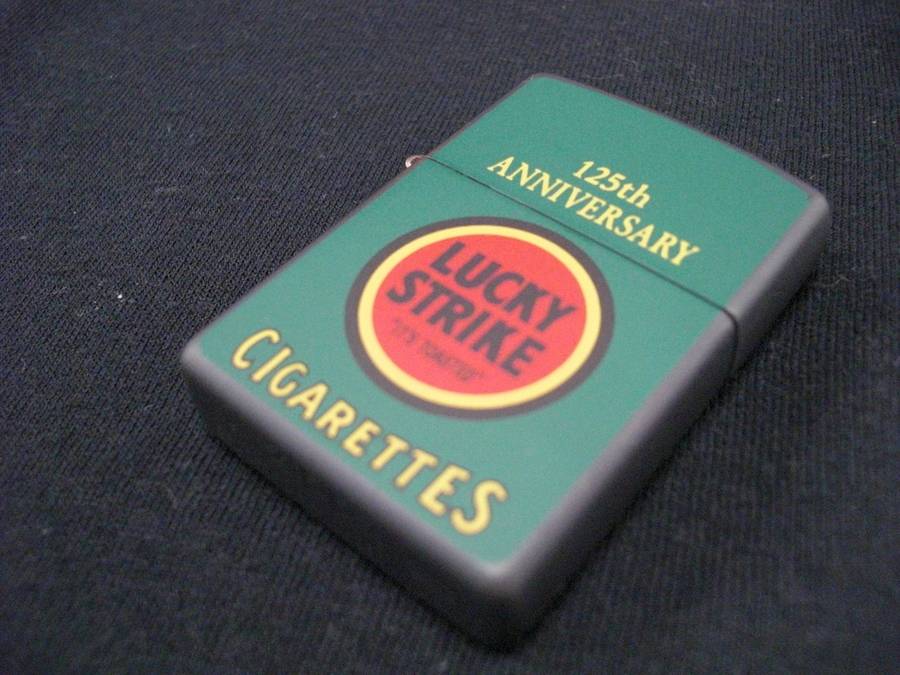 125th
ANNIVERSARY
LUCKY
STRIKE
"IT'S TOASTED"
CIGARETTES